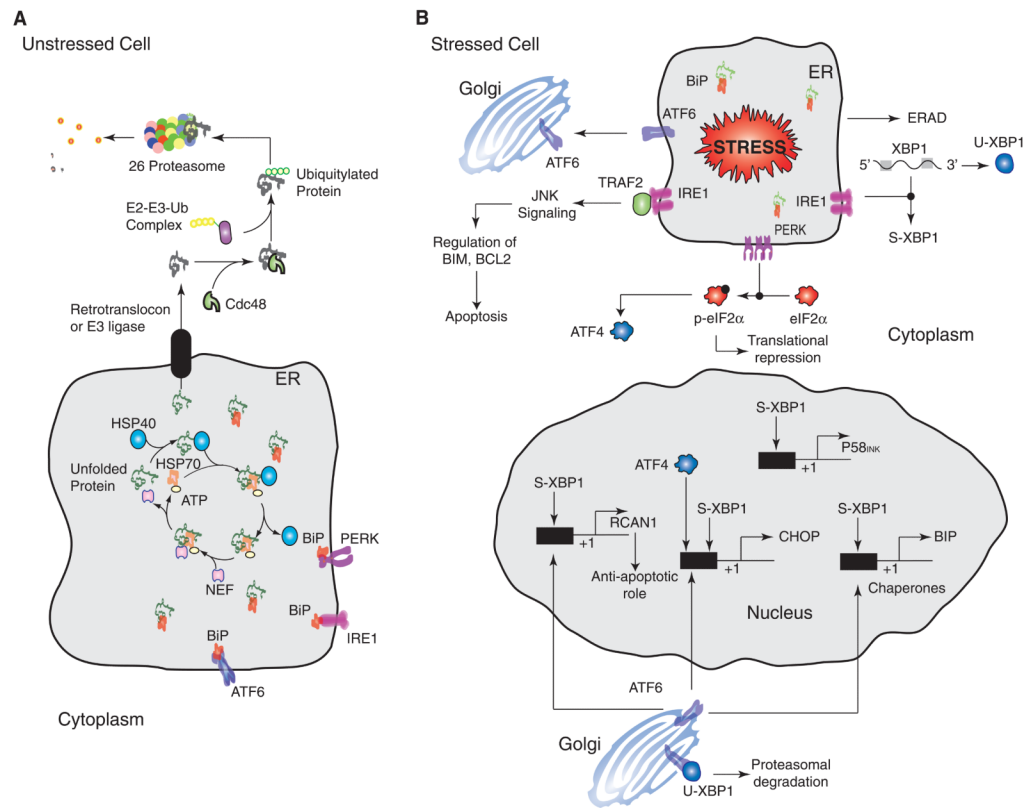 A
Unstressed Cell
26 Proteasome
Ubiquitylated
Protein
E2-E3-Ub
Complex
Cdc48
Retrotranslocon
or E3 ligase
ER
HSP40
Unfolded
Protein
HSP70
ATP
NEF
BiP
PERK
BiP
IRE1
BiP
ATF6
Cytoplasm
B
Stressed Cell
Golgi
ATF6
BiP
ER
ATF6
STRESS
ERAD
U-XBP1
XBP1
5’
3’
S-XBP1
TRAF2
IRE1
IRE1
JNK
Signaling
PERK
Regulation of
BIM, BCL2
Apoptosis
ATF4
p-eIF2α
eIF2α
Translational
repression
Cytoplasm
S-XBP1
P58INK
+1
ATF4
S-XBP1
RCAN1
+1
Anti-apoptotic
role
S-XBP1
CHOP
+1
S-XBP1
BIP
+1
Chaperones
Nucleus
ATF6
Golgi
U-XBP1
Proteasomal
degradation